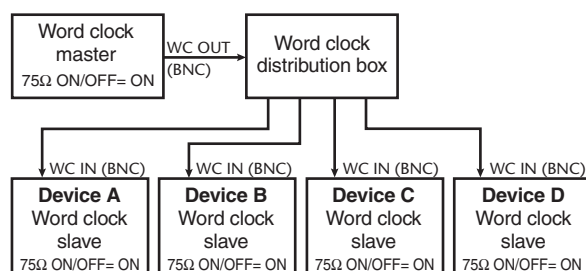 Word clock
master
75Ω ON/OFF= ON
WC OUT
(BNC)
Word clock
distribution box
WC IN (BNC)
WC IN (BNC)
WC IN (BNC)
WC IN (BNC)
Device A
Word clock
slave
75Ω ON/OFF= ON
Device B
Word clock
slave
75Ω ON/OFF= ON
Device C
Word clock
slave
75Ω ON/OFF= ON
Device D
Word clock
slave
75Ω ON/OFF= ON